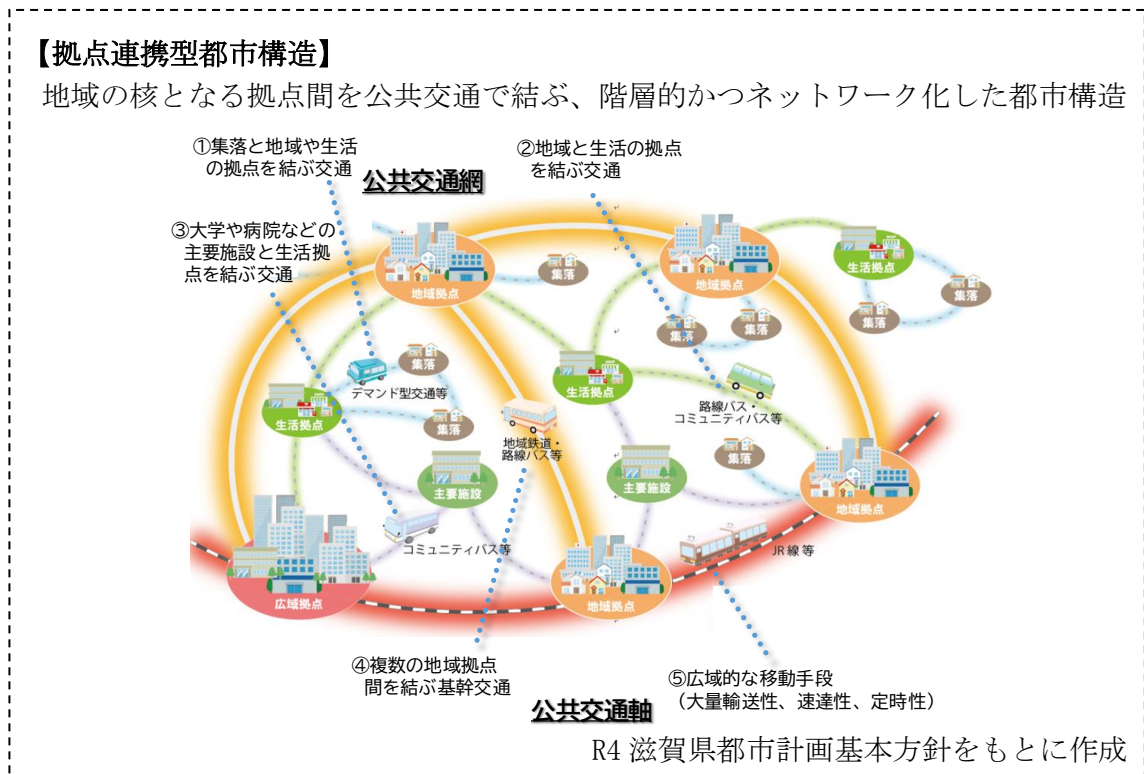 【拠点連携型都市構造】
地域の核となる拠点間を公共交通で結ぶ、階層的かつネットワーク化した都市構造
①集落と地域や生活
の拠点を結ぶ交通
公共交通網
②地域と生活の拠点
を結ぶ交通
③大学や病院などの
主要施設と生活拠
点を結ぶ交通
地域拠点
集落
地域拠点
生活拠点
集落
集落
集落
集落
集落
デマンド型交通等
生活拠点
集落
生活拠点
路線バス・
コミュニティバス等
地域鉄道・
路線バス等
集落
主要施設
主要施設
地域拠点
コミュニティバス等
JR線等
広域拠点
地域拠点
④複数の地域拠点
間を結ぶ基幹交通
⑤広域的な移動手段
（大量輸送性、速達性、定時性）
公共交通軸
R4 滋賀県都市計画基本方針をもとに作成